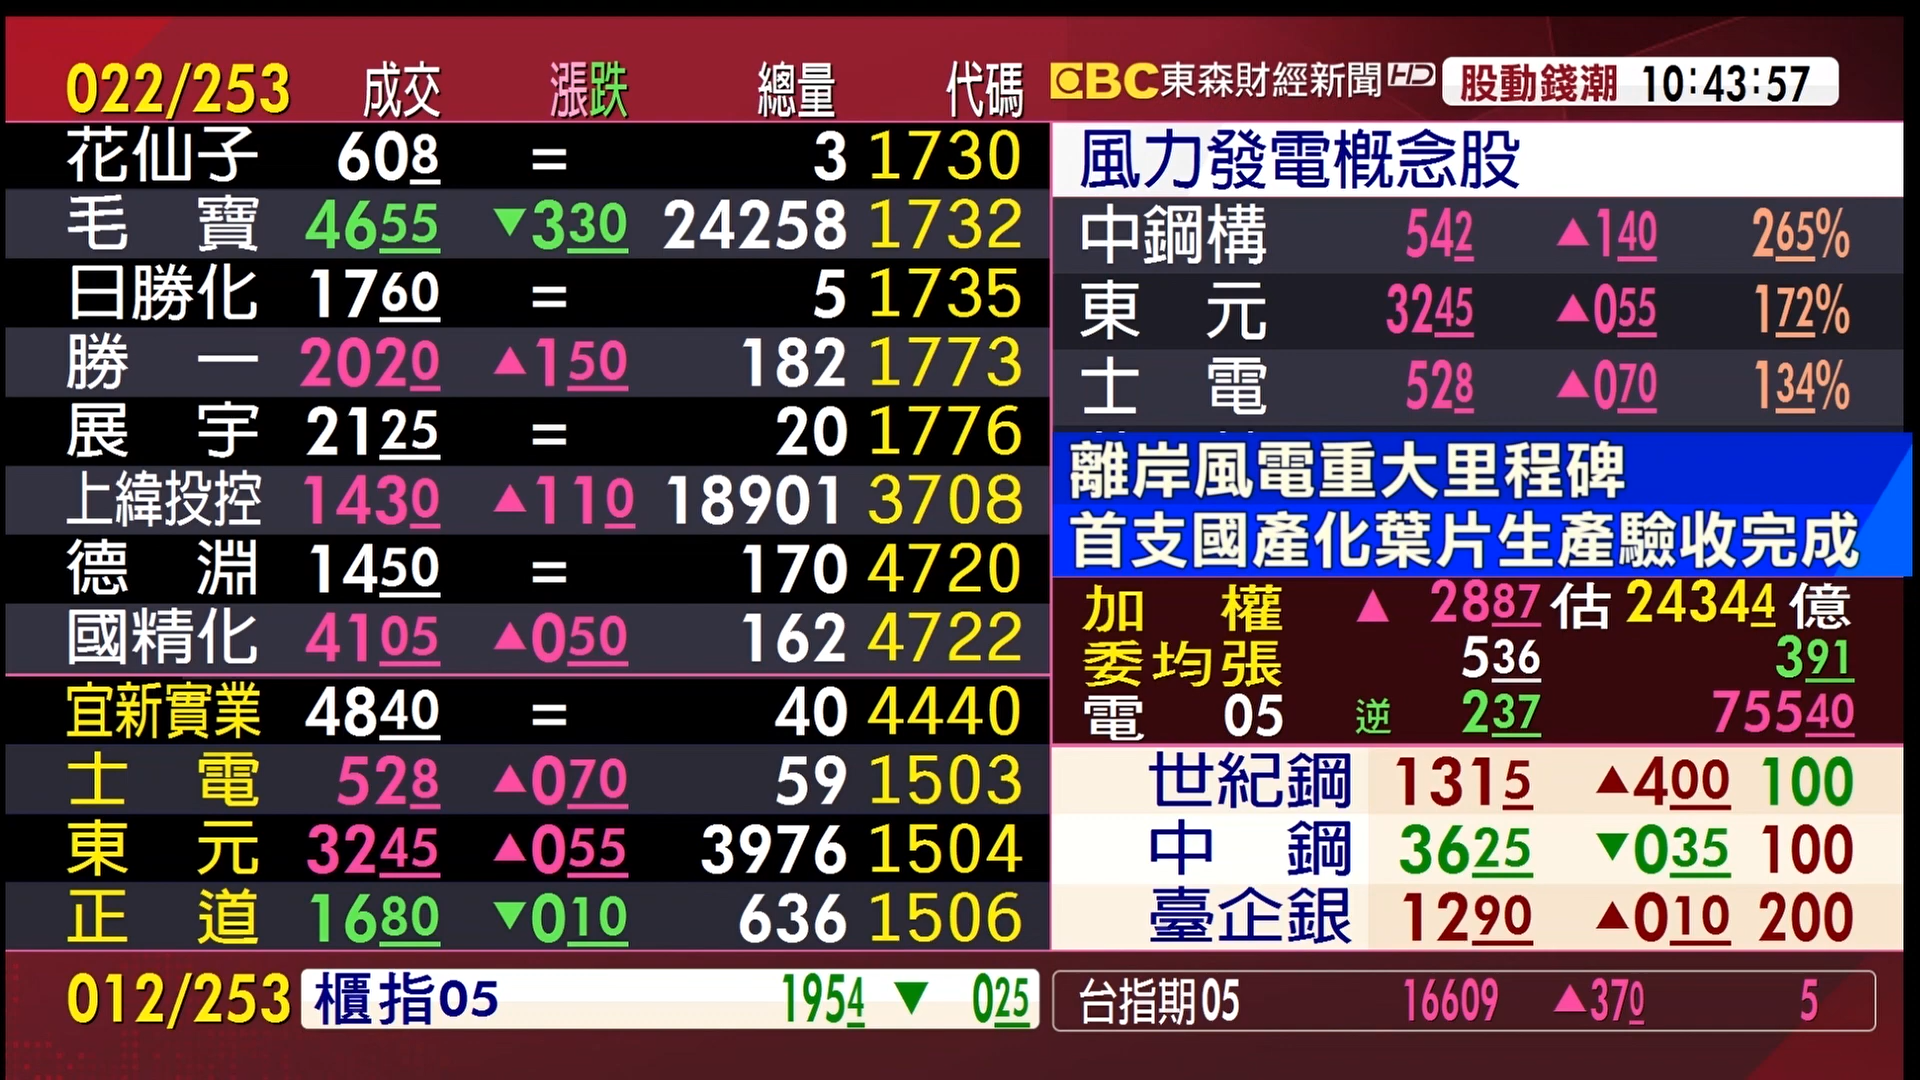 022/253 成交 漲跌 總量 代碼
花仙子 608 = 3 1730
毛寶 4655 ▼330 24258 1732
日勝化 1760 = 5 1735
勝一 2020 ▲150 182 1773
展宇 2125 = 20 1776
上緯投控 1430 ▲110 18901 3708
德淵 1450 = 170 4720
國精化 4105 ▲050 162 4722
宜新實業 4840 = 40 4440
士電 528 ▲070 59 1503
東元 3245 ▲055 3976 1504
正道 1680 ▼010 636 1506
012/253 櫃指05 1954 ▼ 025
EBC東森財經新聞HD 股動錢潮 10:43:57
風力發電概念股
中鋼構 542 ▲140 265%
東元 3245 ▲055 172%
士電 528 ▲070 134%
離岸風電重大里程碑
首支國產化葉片生產驗收完成
加權 ▲ 2887 估 24344 億
委均張 536 391
電05 逆 237 75540
世紀鋼 1315 ▲400 100
中鋼 3625 ▼035 100
臺企銀 1290 ▲010 200
台指期05 16609 ▲370 5